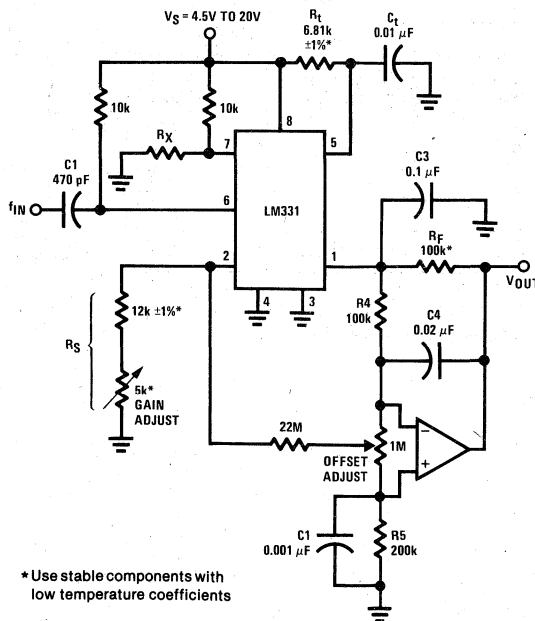 VS = 4.5V TO 20V
Rt
6.81k
±1%*
Ct
0.01 µF
10k
10k
8
RX
7
5
C1
470 pF
C3
0.1 µF
fIN
6
LM331
RF
100k*
2
1
VOUT
4
3
R4
100k
C4
0.02 µF
12k ±1%*
RS
5k*
GAIN
ADJUST
22M
1M
OFFSET
ADJUST
−
+
C1
0.001 µF
R5
200k
*Use stable components with
low temperature coefficients